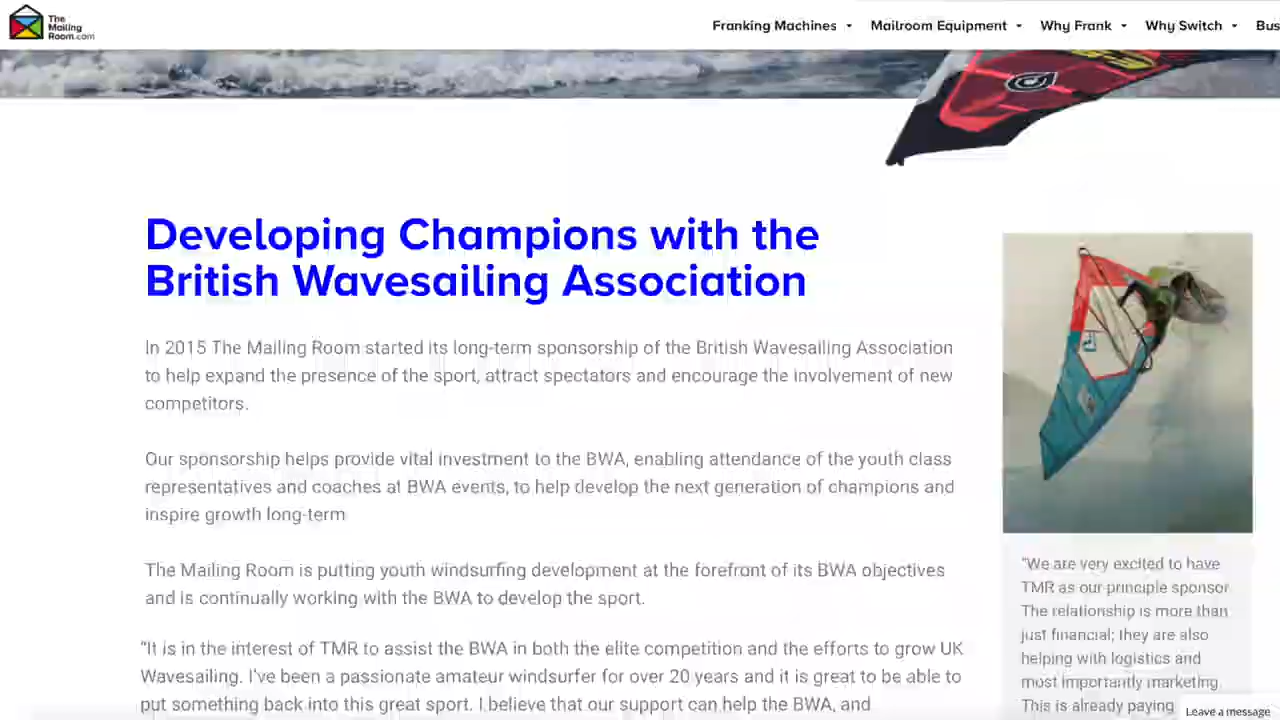 The
Mailing
Room.com
Franking Machines
Mailroom Equipment
Why Frank
Why Switch
Bus
Developing Champions with the
British Wavesailing Association
In 2015 The Mailing Room started its long-term sponsorship of the British Wavesailing Association
to help expand the presence of the sport, attract spectators and encourage the involvement of new
competitors.
Our sponsorship helps provide vital investment to the BWA, enabling attendance of the youth class
representatives and coaches at BWA events, to help develop the next generation of champions and
inspire growth long-term
The Mailing Room is putting youth windsurfing development at the forefront of its BWA objectives
and is continually working with the BWA to develop the sport.
“It is in the interest of TMR to assist the BWA in both the elite competition and the efforts to grow UK
Wavesailing. I've been a passionate amateur windsurfer for over 20 years and it is great to be able to
put something back into this great sport. I believe that our support can help the BWA, and
“We are very excited to have
TMR as our principle sponsor
The relationship is more than
just financial; they are also
helping with logistics and
most importantly marketing.
This is already paying
Leave a message